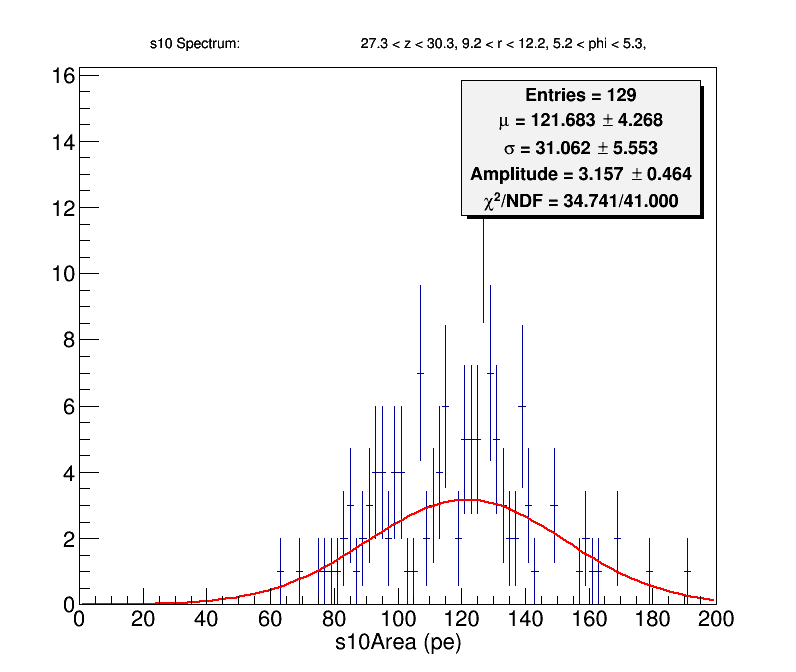 s10 Spectrum: 27.3 < z < 30.3, 9.2 < r < 12.2, 5.2 < phi < 5.3,
Entries = 129
μ = 121.683 ± 4.268
σ = 31.062 ± 5.553
Amplitude = 3.157 ± 0.464
χ²/NDF = 34.741/41.000
16
14
12
10
8
6
4
2
0
0 20 40 60 80 100 120 140 160 180 200
s10Area (pe)